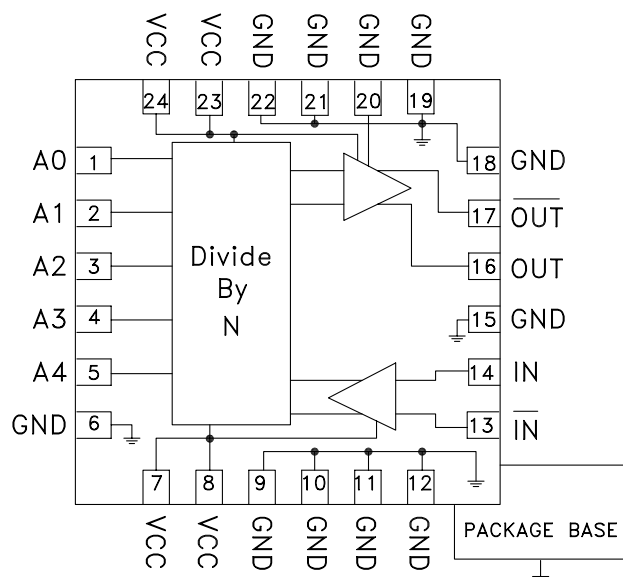 VCC VCC GND GND GND GND
24 23 22 21 20 19
A0 1 18 GND
A1 2 17 OUT
A2 3 16 OUT
A3 4 15 GND
A4 5 14 IN
GND 6 13 IN
Divide
By
N
7 8 9 10 11 12
VCC VCC GND GND GND GND
PACKAGE BASE